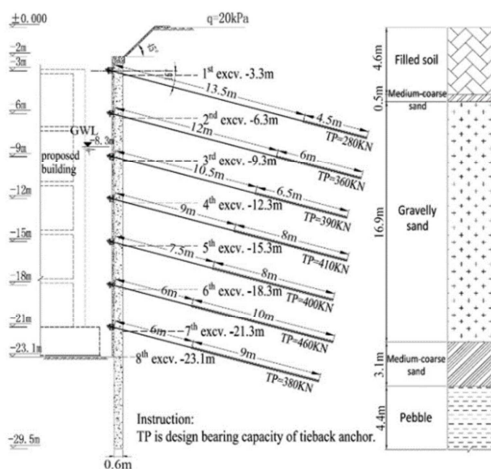 ±0.000
q=20kPa
-2m
-3m
1st excv. -3.3m
13.5m
4.5m
TP=280KN
6m
2nd excv. -6.3m
12m
6m
TP=360KN
GWL
-8.3m
-9m
proposed
building
3rd excv. -9.3m
10.5m
6.5m
TP=390KN
-12m
4th excv. -12.3m
9m
8m
TP=410KN
-15m
5th excv. -15.3m
7.5m
8m
TP=400KN
-18m
6th excv. -18.3m
6m
10m
TP=460KN
-21m
7th excv. -21.3m
6m
9m
TP=380KN
-23.1m
8th excv. -23.1m
Instruction:
TP is design bearing capacity of tieback anchor.
-29.5m
0.6m
4.6m
Filled soil
0.5m
Medium-coarse
sand
16.9m
Gravelly
sand
3.1m
Medium-coarse
sand
4.4m
Pebble